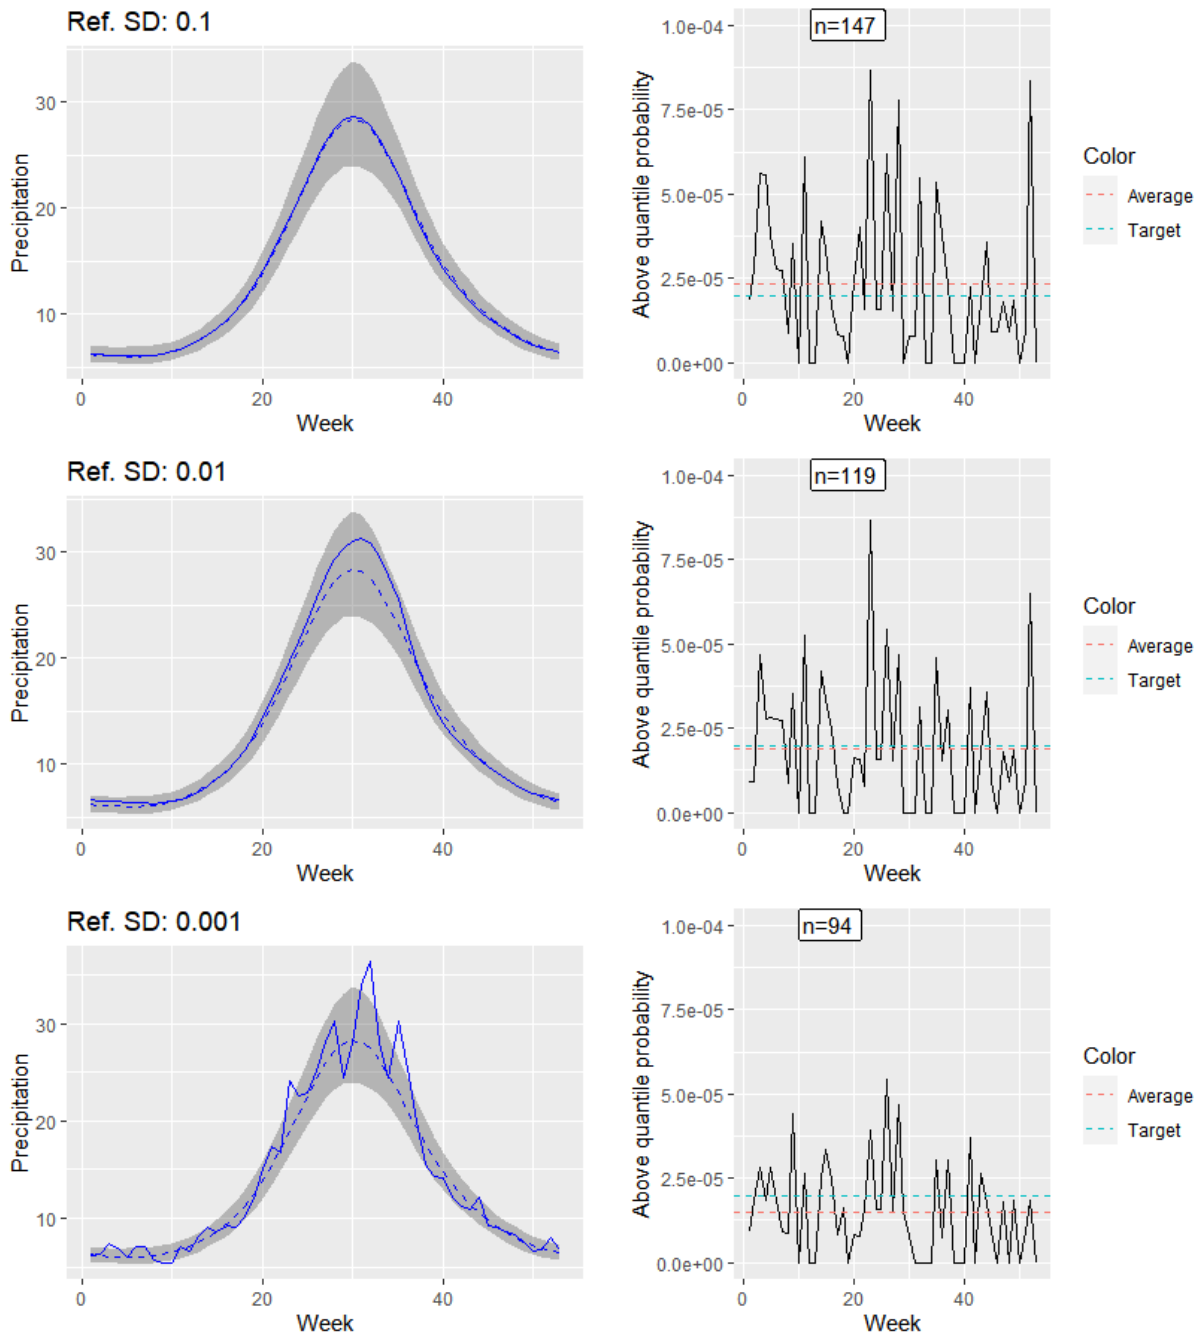 Ref. SD: 0.1
Precipitation
30
20
10
0
20
40
Week
n=147
Above quantile probability
1.0e-04
7.5e-05
5.0e-05
2.5e-05
0.0e+00
0
20
40
Week
Color
Average
Target
Ref. SD: 0.01
Precipitation
30
20
10
0
20
40
Week
n=119
Above quantile probability
1.0e-04
7.5e-05
5.0e-05
2.5e-05
0.0e+00
0
20
40
Week
Color
Average
Target
Ref. SD: 0.001
Precipitation
30
20
10
0
20
40
Week
n=94
Above quantile probability
1.0e-04
7.5e-05
5.0e-05
2.5e-05
0.0e+00
0
20
40
Week
Color
Average
Target